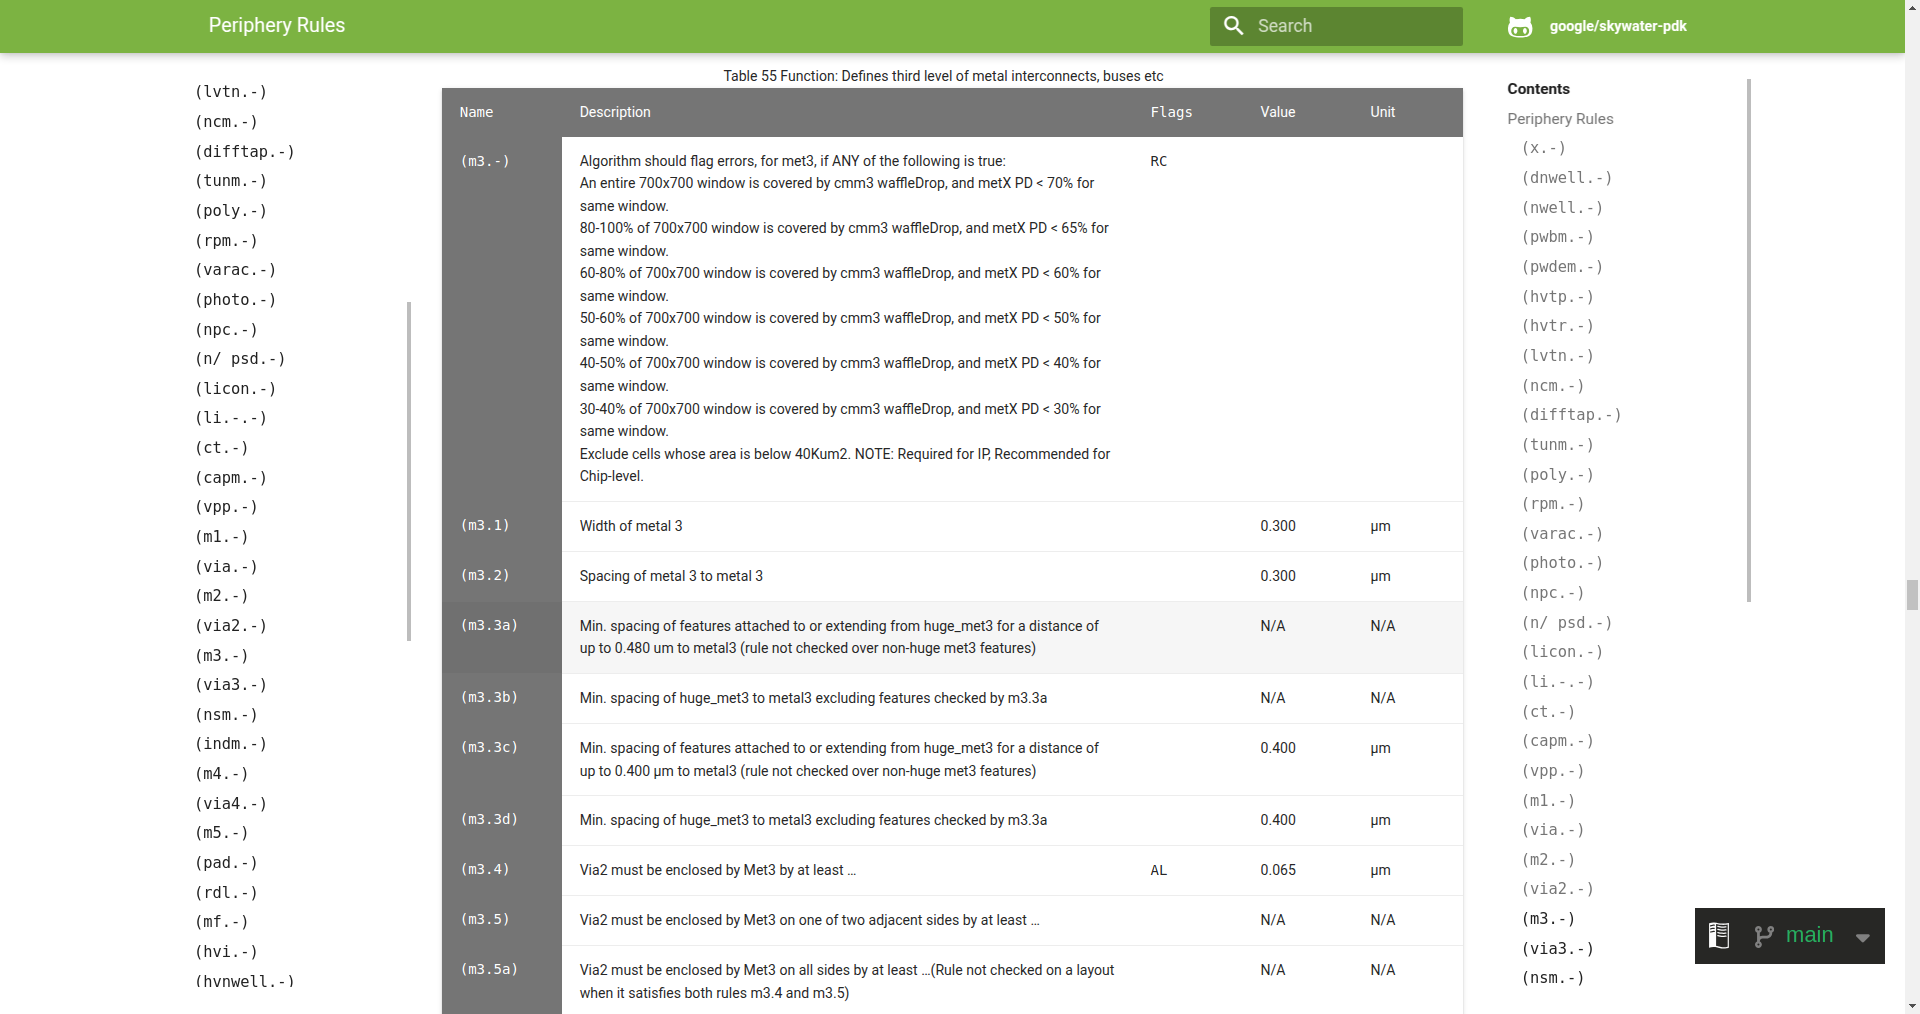 Periphery Rules
Search
google/skywater-pdk
(lvtn.-)
(ncm.-)
(difftap.-)
(tunm.-)
(poly.-)
(rpm.-)
(varac.-)
(photo.-)
(npc.-)
(n/ psd.-)
(licon.-)
(li.-.-)
(ct.-)
(capm.-)
(vpp.-)
(m1.-)
(via.-)
(m2.-)
(via2.-)
(m3.-)
(via3.-)
(nsm.-)
(indm.-)
(m4.-)
(via4.-)
(m5.-)
(pad.-)
(rdl.-)
(mf.-)
(hvi.-)
(hvnwell.-)
Table 55 Function: Defines third level of metal interconnects, buses etc
Name Description Flags Value Unit
(m3.-) Algorithm should flag errors, for met3, if ANY of the following is true: RC
An entire 700x700 window is covered by cmm3 waffleDrop, and metX PD < 70% for
same window.
80-100% of 700x700 window is covered by cmm3 waffleDrop, and metX PD < 65% for
same window.
60-80% of 700x700 window is covered by cmm3 waffleDrop, and metX PD < 60% for
same window.
50-60% of 700x700 window is covered by cmm3 waffleDrop, and metX PD < 50% for
same window.
40-50% of 700x700 window is covered by cmm3 waffleDrop, and metX PD < 40% for
same window.
30-40% of 700x700 window is covered by cmm3 waffleDrop, and metX PD < 30% for
same window.
Exclude cells whose area is below 40Kum2. NOTE: Required for IP, Recommended for
Chip-level.
(m3.1) Width of metal 3 0.300 µm
(m3.2) Spacing of metal 3 to metal 3 0.300 µm
(m3.3a) Min. spacing of features attached to or extending from huge_met3 for a distance of N/A N/A
up to 0.480 um to metal3 (rule not checked over non-huge met3 features)
(m3.3b) Min. spacing of huge_met3 to metal3 excluding features checked by m3.3a N/A N/A
(m3.3c) Min. spacing of features attached to or extending from huge_met3 for a distance of 0.400 µm
up to 0.400 µm to metal3 (rule not checked over non-huge met3 features)
(m3.3d) Min. spacing of huge_met3 to metal3 excluding features checked by m3.3a 0.400 µm
(m3.4) Via2 must be enclosed by Met3 by at least … AL 0.065 µm
(m3.5) Via2 must be enclosed by Met3 on one of two adjacent sides by at least … N/A N/A
(m3.5a) Via2 must be enclosed by Met3 on all sides by at least …(Rule not checked on a layout N/A N/A
when it satisfies both rules m3.4 and m3.5)
Contents
Periphery Rules
(x.-)
(dnwell.-)
(nwell.-)
(pwbm.-)
(pwdem.-)
(hvtp.-)
(hvtr.-)
(lvtn.-)
(ncm.-)
(difftap.-)
(tunm.-)
(poly.-)
(rpm.-)
(varac.-)
(photo.-)
(npc.-)
(n/ psd.-)
(licon.-)
(li.-.-)
(ct.-)
(capm.-)
(vpp.-)
(m1.-)
(via.-)
(m2.-)
(via2.-)
(m3.-)
(via3.-)
(nsm.-)
main